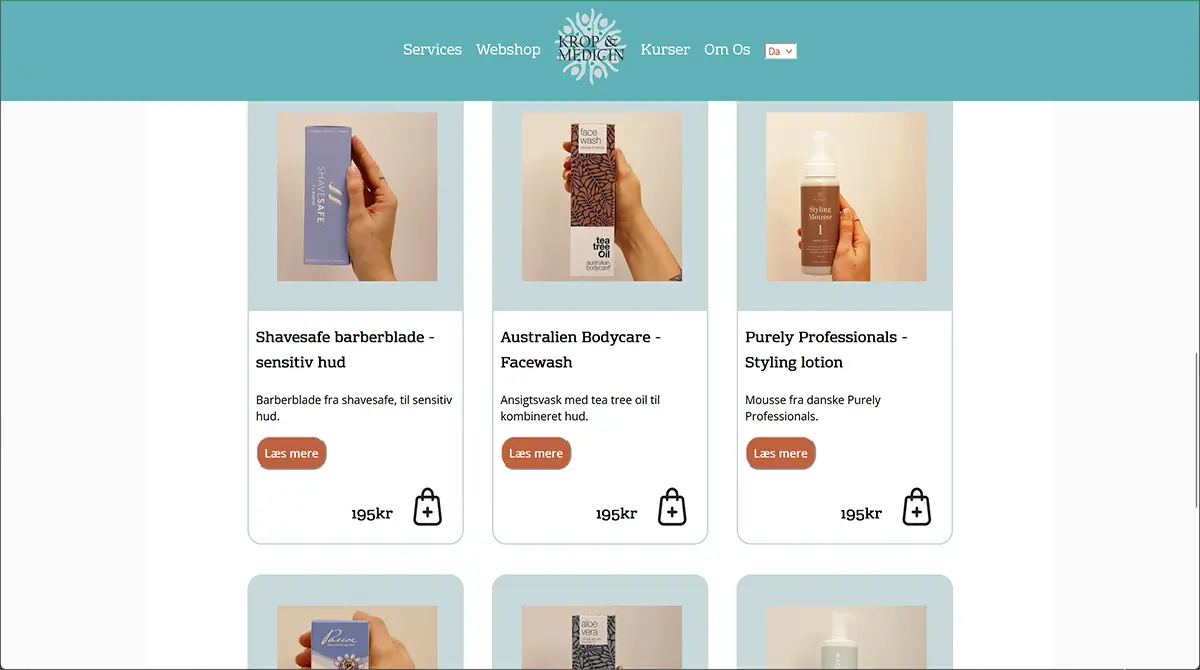 Services Webshop KROP & MEDICIN Kurser Om Os Da
SHAVESAFE
face
wash
tea
tree
Oil
australian
bodycare
Styling
Mousse
1
Shavesafe barberblade -
sensitiv hud
Barberblade fra shavesafe, til sensitiv
hud.
Læs mere
195kr
Australien Bodycare -
Facewash
Ansigtsvask med tea tree oil til
kombineret hud.
Læs mere
195kr
Purely Professionals -
Styling lotion
Mousse fra danske Purely
Professionals.
Læs mere
195kr
Pascoe
aloe
vera